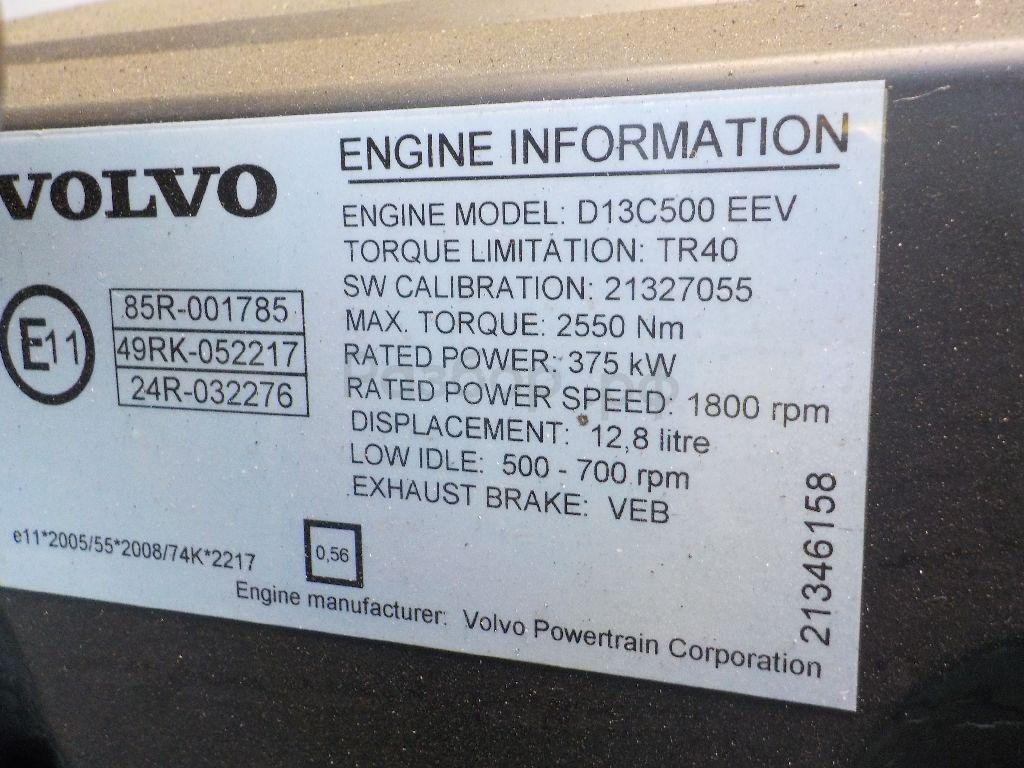 VOLVO
E11
85R-001785
49RK-052217
24R-032276
e11*2005/55*2008/74K*2217
0,56
ENGINE INFORMATION
ENGINE MODEL: D13C500 EEV
TORQUE LIMITATION: TR40
SW CALIBRATION: 21327055
MAX. TORQUE: 2550 Nm
RATED POWER: 375 kW
RATED POWER SPEED: 1800 rpm
DISPLACEMENT: 12,8 litre
LOW IDLE: 500 - 700 rpm
EXHAUST BRAKE: VEB
Engine manufacturer: Volvo Powertrain Corporation
21346158